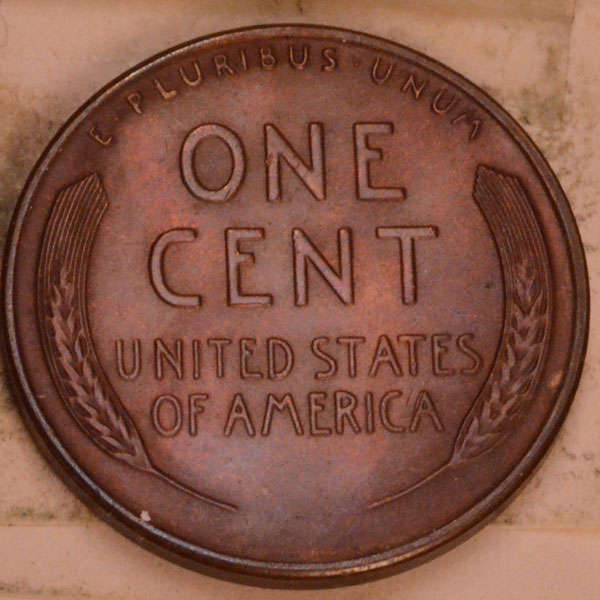 E · PLURIBUS · UNUM
ONE
CENT
UNITED STATES
OF AMERICA